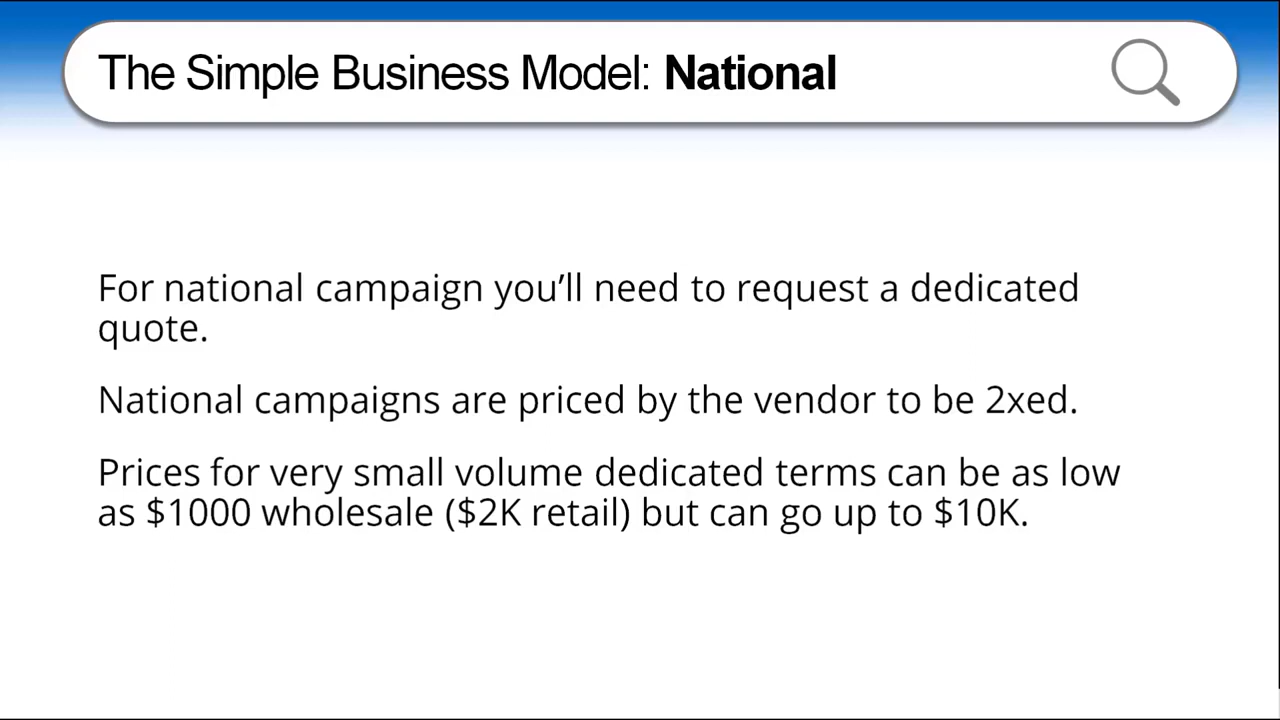 The Simple Business Model: National
For national campaign you’ll need to request a dedicated
quote.
National campaigns are priced by the vendor to be 2xed.
Prices for very small volume dedicated terms can be as low
as $1000 wholesale ($2K retail) but can go up to $10K.